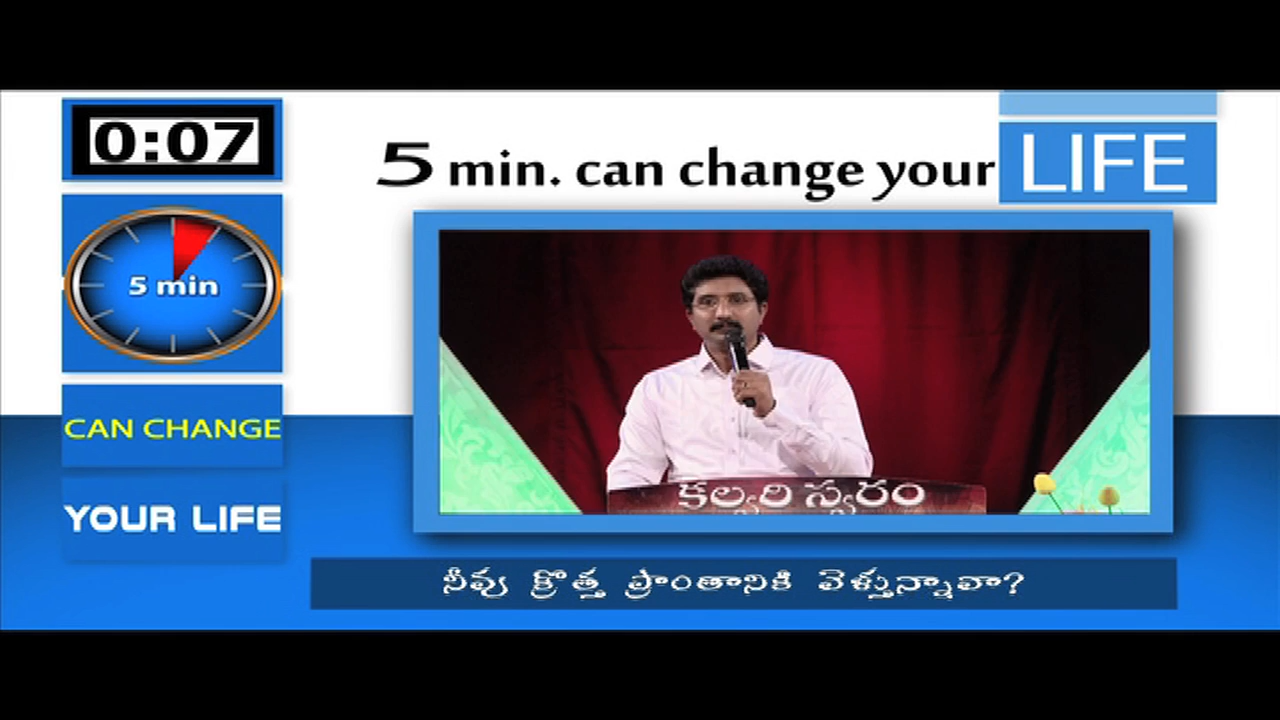 0:07
5 min. can change your LIFE
5 min
CAN CHANGE
YOUR LIFE
కల్వరి స్వరం
నీవు క్రొత్త ప్రాంతానికి వెళ్తున్నావా?